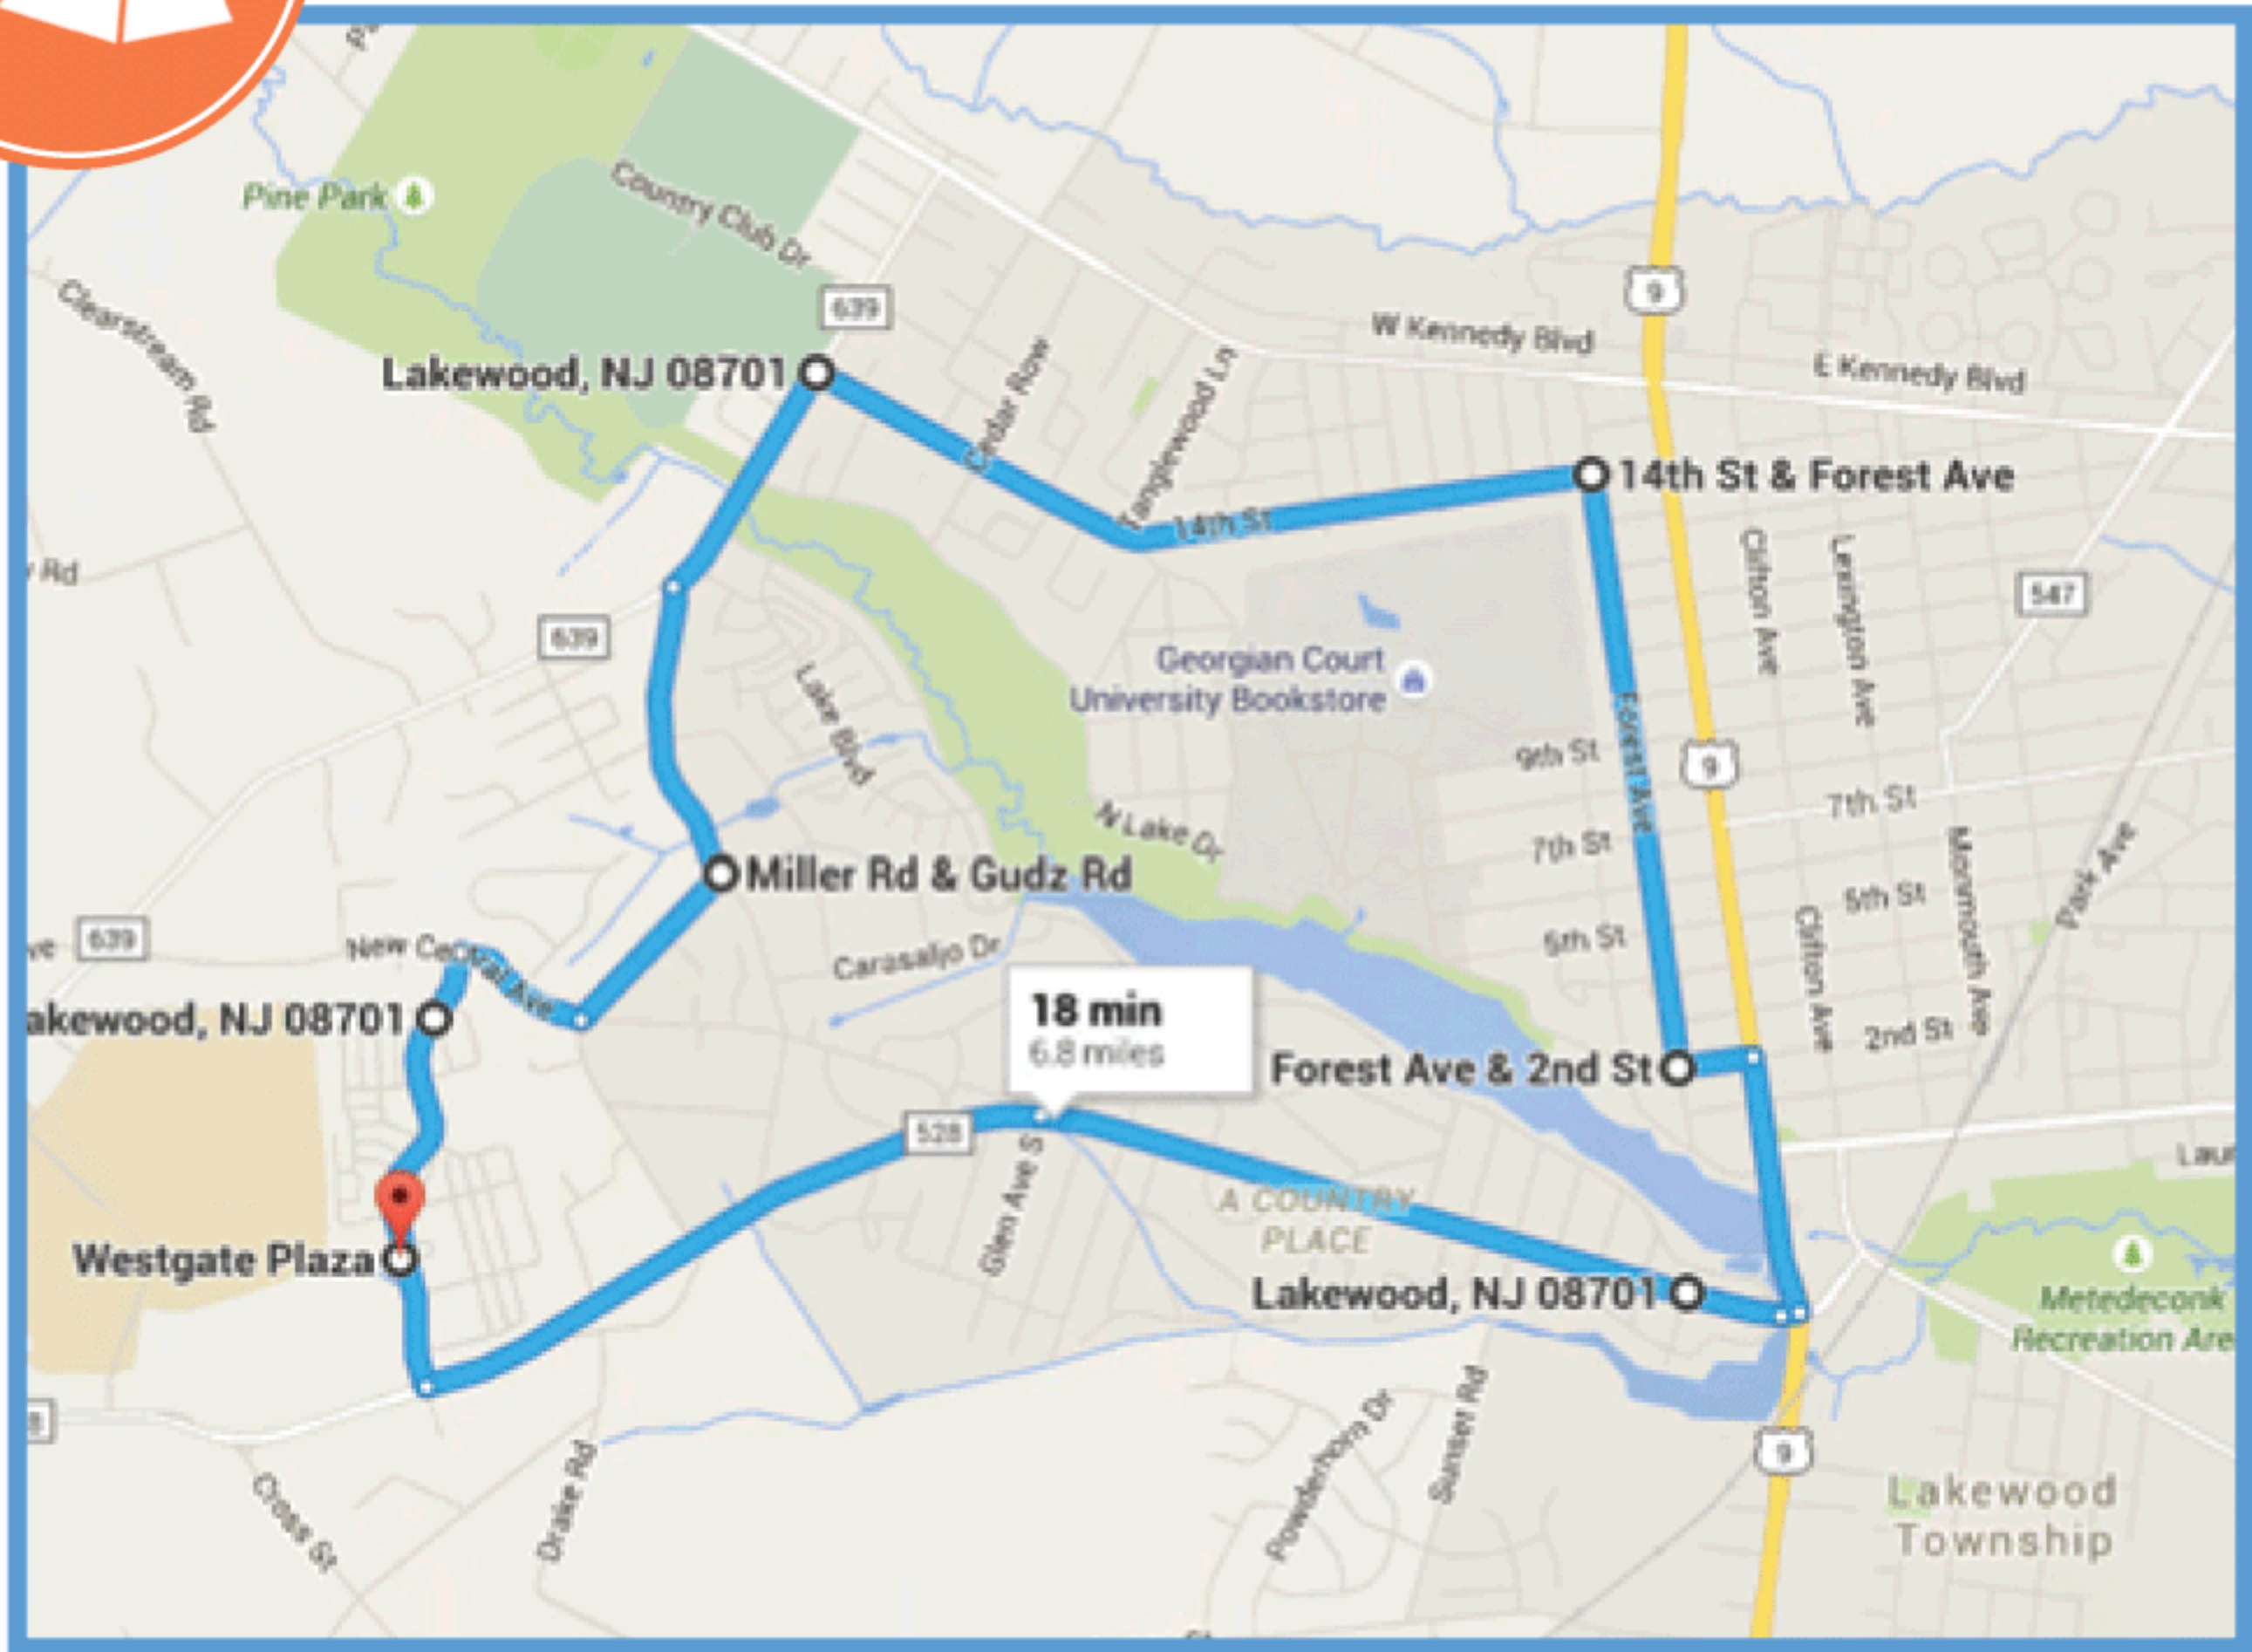 Pine Park
Country Club Dr
Clearstream Rd
639
9
W Kennedy Blvd
E Kennedy Blvd
Lakewood, NJ 08701
Cedar Row
Tanglewood Ln
14th St & Forest Ave
14th St
Clifton Ave
Lexington Ave
547
Rd
639
Georgian Court
University Bookstore
Lake Blvd
Forest Ave
9th St
9
7th St
N Lake Dr
7th St
Monmouth Ave
Park Ave
Miller Rd & Gudz Rd
5th St
639
New Central Ave
Carasaljo Dr
5th St
Clifton Ave
akewood, NJ 08701
18 min
6.8 miles
2nd St
Forest Ave & 2nd St
528
Glen Ave S
Laur
A COUNTRY
PLACE
Westgate Plaza
Lakewood, NJ 08701
Metedeconk
Recreation Are
8
Cross St
Drake Rd
Powderhorn Dr
Sunset Rd
9
Lakewood
Township